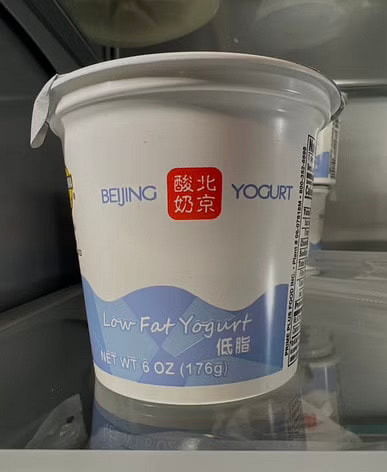 BEIJING
北京
酸奶
YOGURT
Low Fat Yogurt
低脂
NET WT 6 OZ (176g)